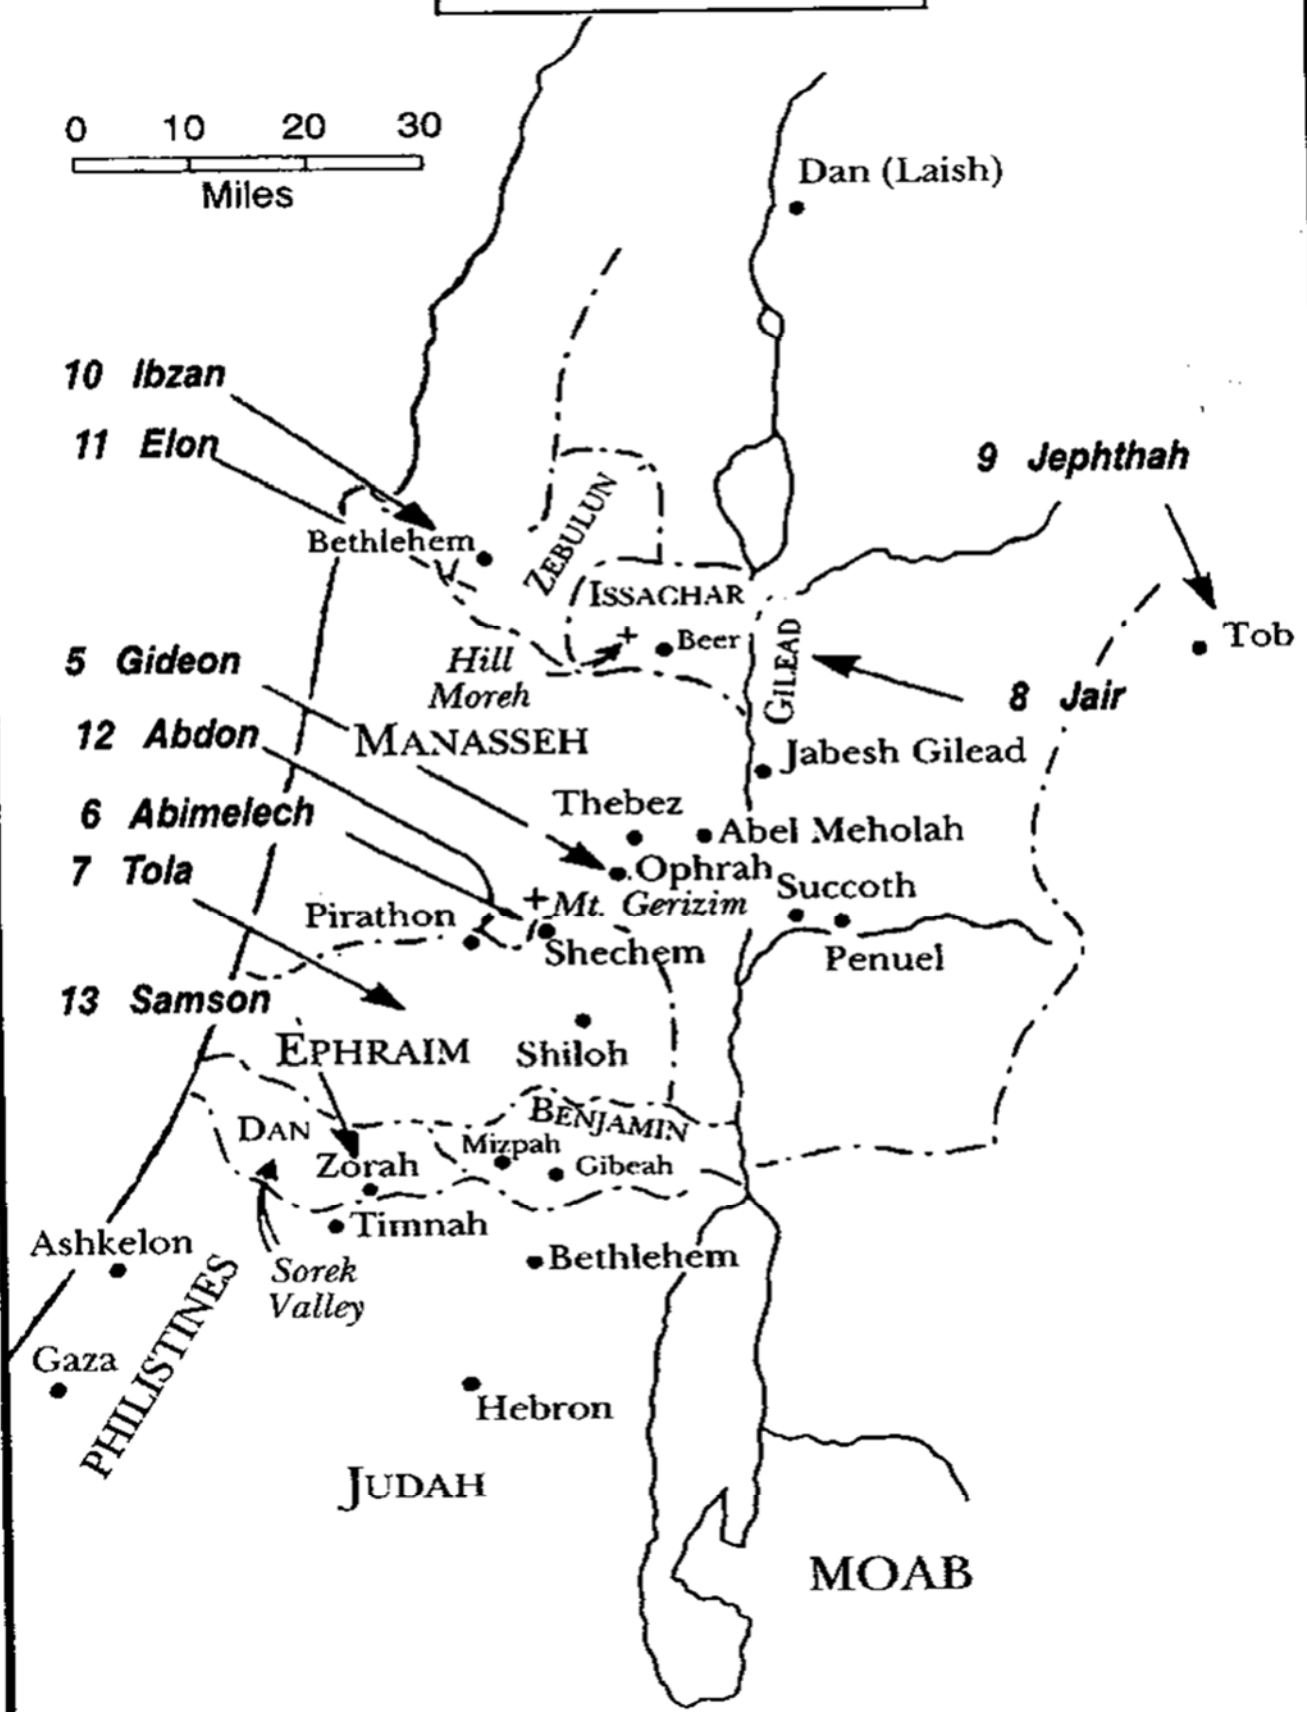 0 10 20 30
Miles
Dan (Laish)
10 Ibzan
11 Elon
9 Jephthah
Bethlehem
ZEBULUN
ISSACHAR
Beer
Tob
GILEAD
5 Gideon
Hill
Moreh
8 Jair
12 Abdon
MANASSEH
Jabesh Gilead
6 Abimelech
Thebez
Abel Meholah
7 Tola
Ophrah
Succoth
Mt. Gerizim
Pirathon
Shechem
Penuel
13 Samson
EPHRAIM
Shiloh
BENJAMIN
DAN
Mizpah
Zorah
Gibeah
Timnah
Ashkelon
Bethlehem
Sorek
Valley
PHILISTINES
Gaza
Hebron
JUDAH
MOAB